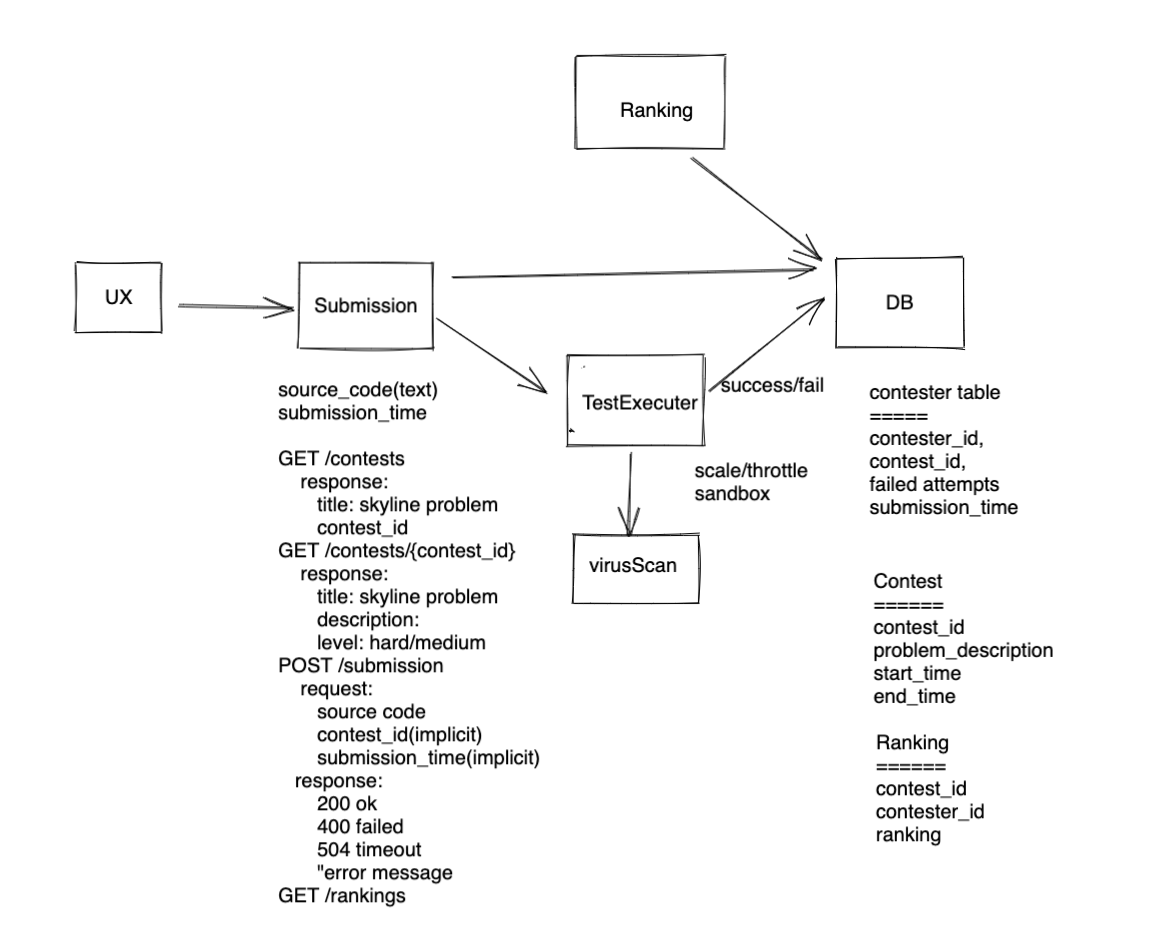 Ranking
UX
Submission
DB
TestExecuter
success/fail
scale/throttle
sandbox
virusScan
source_code(text)
submission_time
GET /contests
response:
title: skyline problem
contest_id
GET /contests/{contest_id}
response:
title: skyline problem
description:
level: hard/medium
POST /submission
request:
source code
contest_id(implicit)
submission_time(implicit)
response:
200 ok
400 failed
504 timeout
"error message
GET /rankings
contester table
=====
contester_id,
contest_id,
failed attempts
submission_time
Contest
======
contest_id
problem_description
start_time
end_time
Ranking
======
contest_id
contester_id
ranking